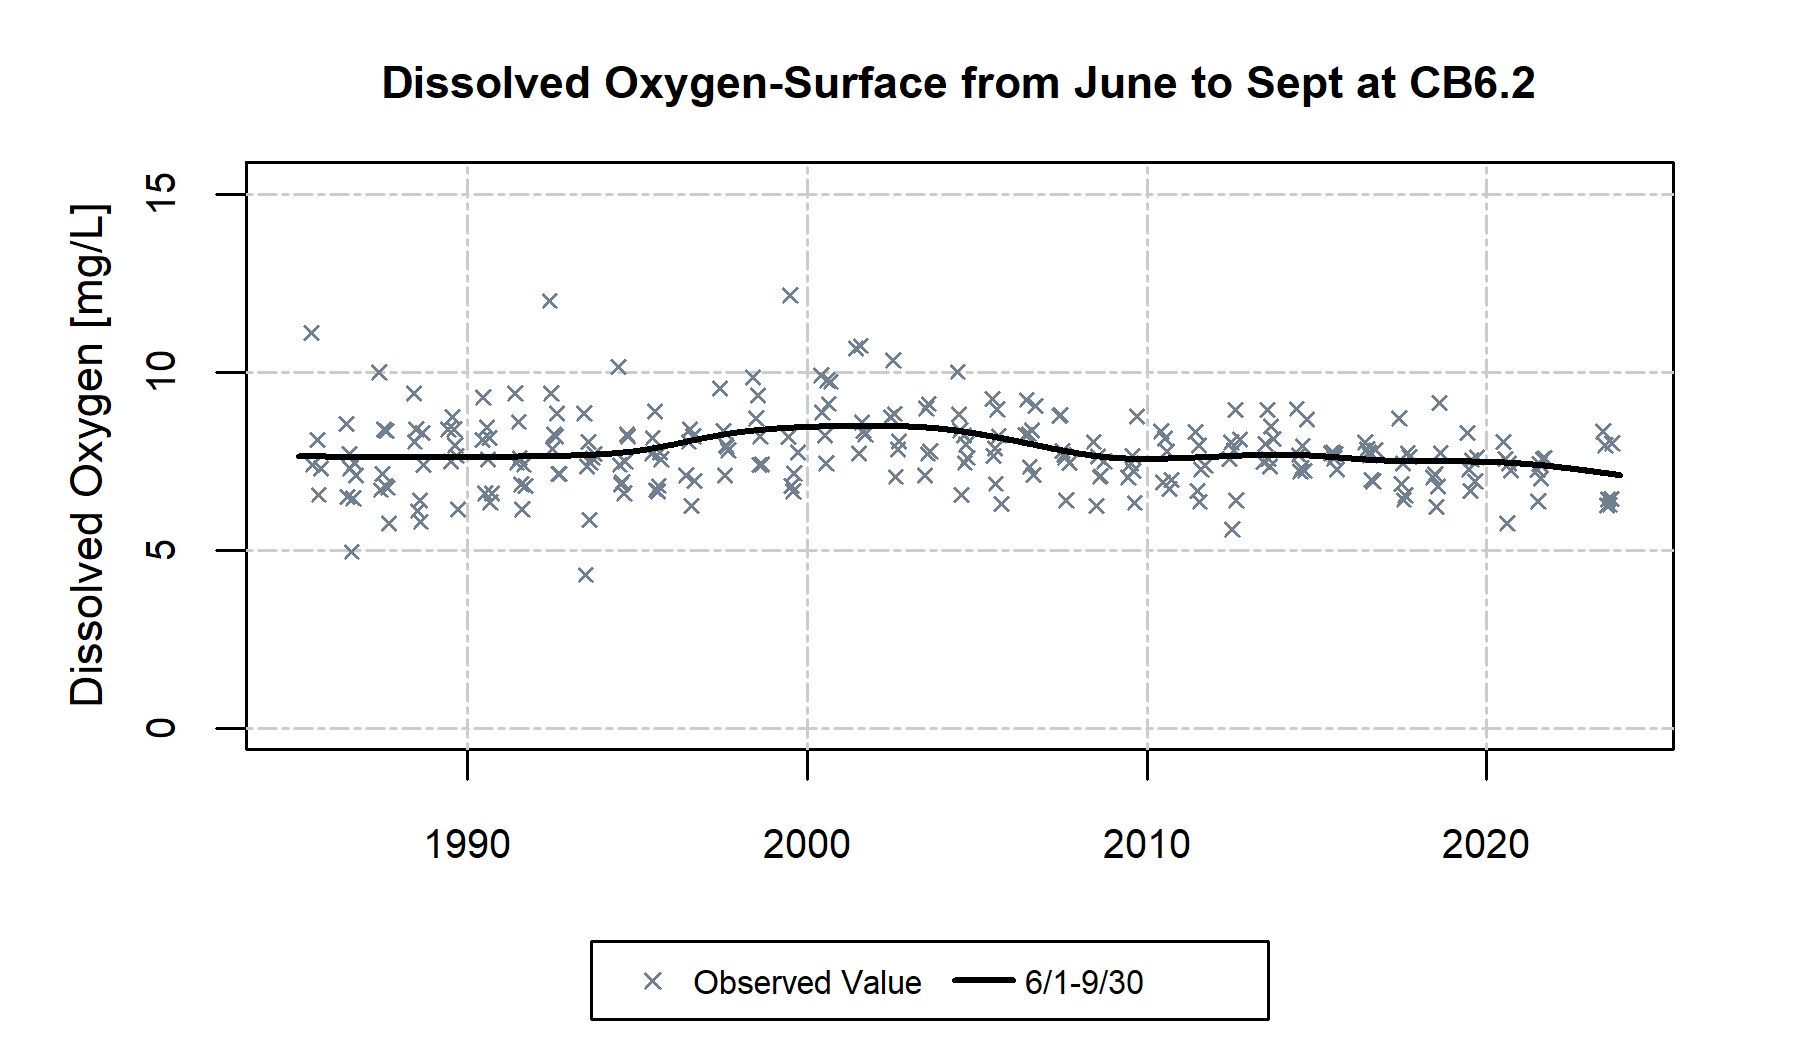 Dissolved Oxygen-Surface from June to Sept at CB6.2
Dissolved Oxygen [mg/L]
15
10
5
0
1990 2000 2010 2020
Observed Value 6/1-9/30